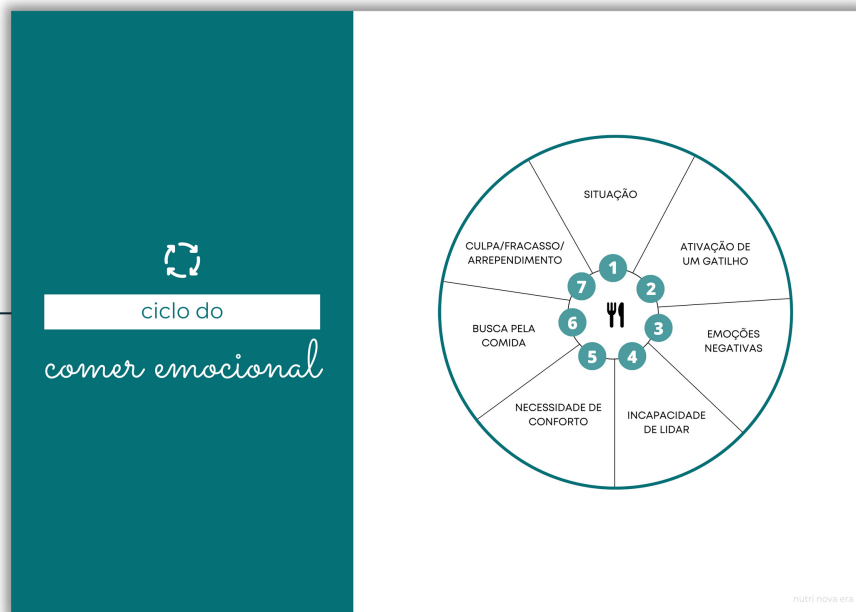 ciclo do
comer emocional
SITUAÇÃO
1
ATIVAÇÃO DE
UM GATILHO
2
EMOÇÕES
NEGATIVAS
3
INCAPACIDADE
DE LIDAR
4
NECESSIDADE DE
CONFORTO
5
BUSCA PELA
COMIDA
6
CULPA/FRACASSO/
ARREPENDIMENTO
7
nutri nova era